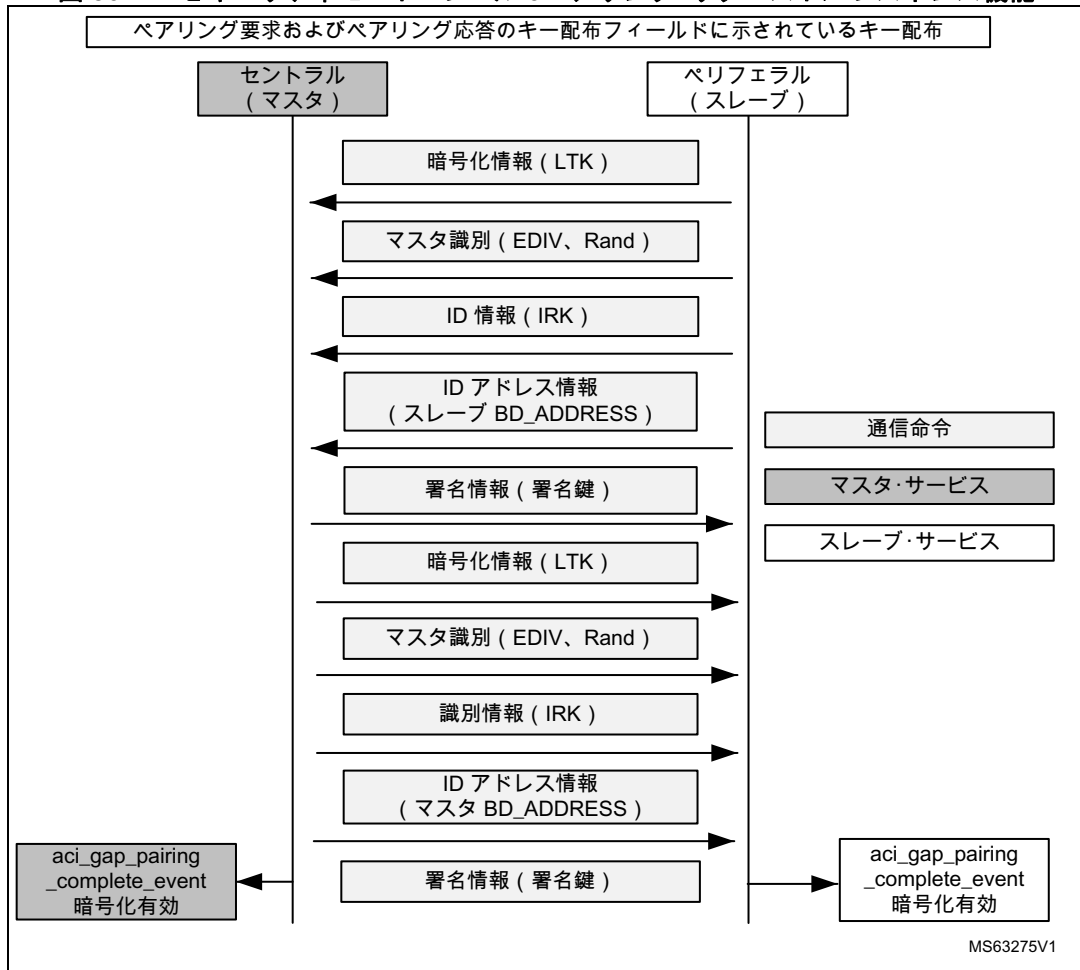 ペアリング要求およびペアリング応答のキー配布フィールドに示されているキー配布
セントラル
(マスタ)
ペリフェラル
(スレーブ)
暗号化情報(LTK)
マスタ識別(EDIV、Rand)
ID 情報(IRK)
ID アドレス情報
(スレーブ BD_ADDRESS)
通信命令
署名情報(署名鍵)
マスタ·サービス
スレーブ·サービス
暗号化情報(LTK)
マスタ識別(EDIV、Rand)
識別情報(IRK)
ID アドレス情報
(マスタ BD_ADDRESS)
aci_gap_pairing
_complete_event
暗号化有効
署名情報(署名鍵)
aci_gap_pairing
_complete_event
暗号化有効
MS63275V1